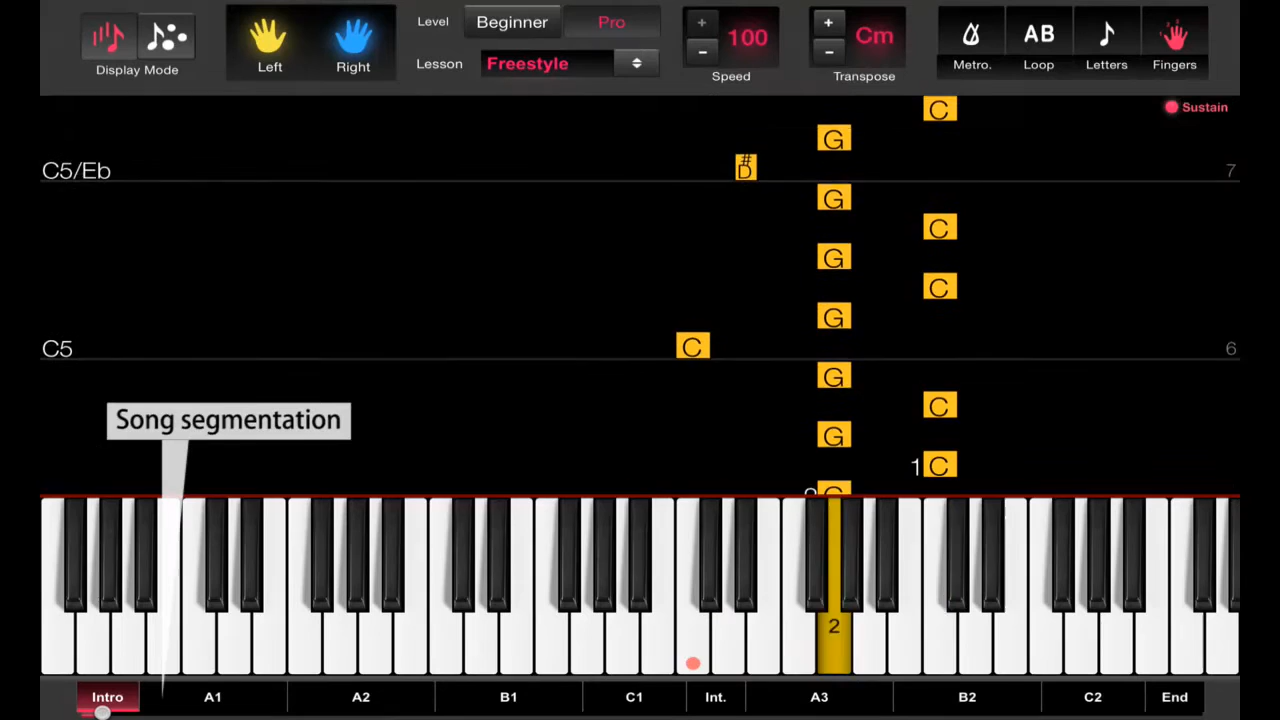 Level Beginner Pro
+ 100 - Speed
+ Cm - Transpose
AB
Display Mode
Left Right
Lesson Freestyle
Metro. Loop Letters Fingers
C
Sustain
G
C5/Eb # D 7
G
C
G
C
G
C5 C 6
G
C
Song segmentation
G
1 C
2
Intro A1 A2 B1 C1 Int. A3 B2 C2 End